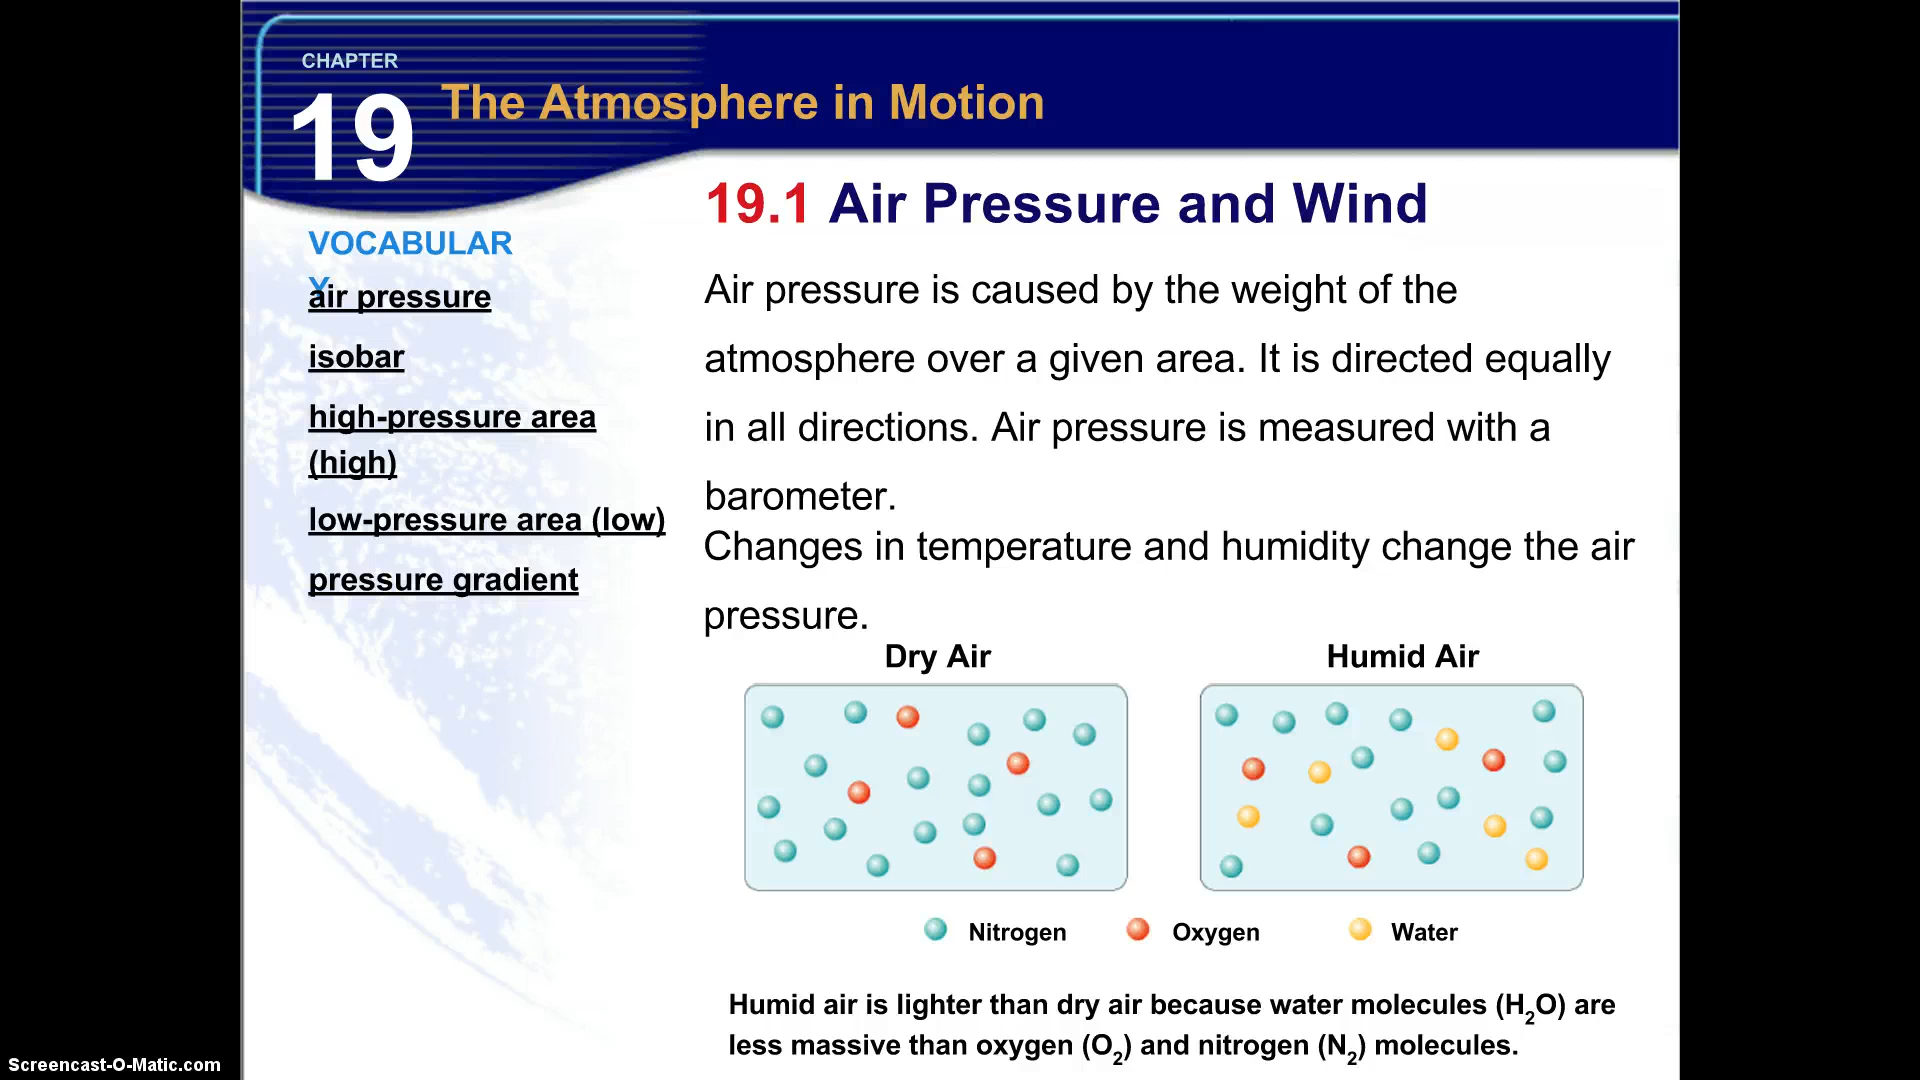 CHAPTER
19
The Atmosphere in Motion
VOCABULAR
Y
air pressure
isobar
high-pressure area
(high)
low-pressure area (low)
pressure gradient
19.1 Air Pressure and Wind
Air pressure is caused by the weight of the
atmosphere over a given area. It is directed equally
in all directions. Air pressure is measured with a
barometer.
Changes in temperature and humidity change the air
pressure.
Dry Air
Humid Air
Nitrogen
Oxygen
Water
Humid air is lighter than dry air because water molecules (H₂O) are
less massive than oxygen (O₂) and nitrogen (N₂) molecules.
Screencast-O-Matic.com